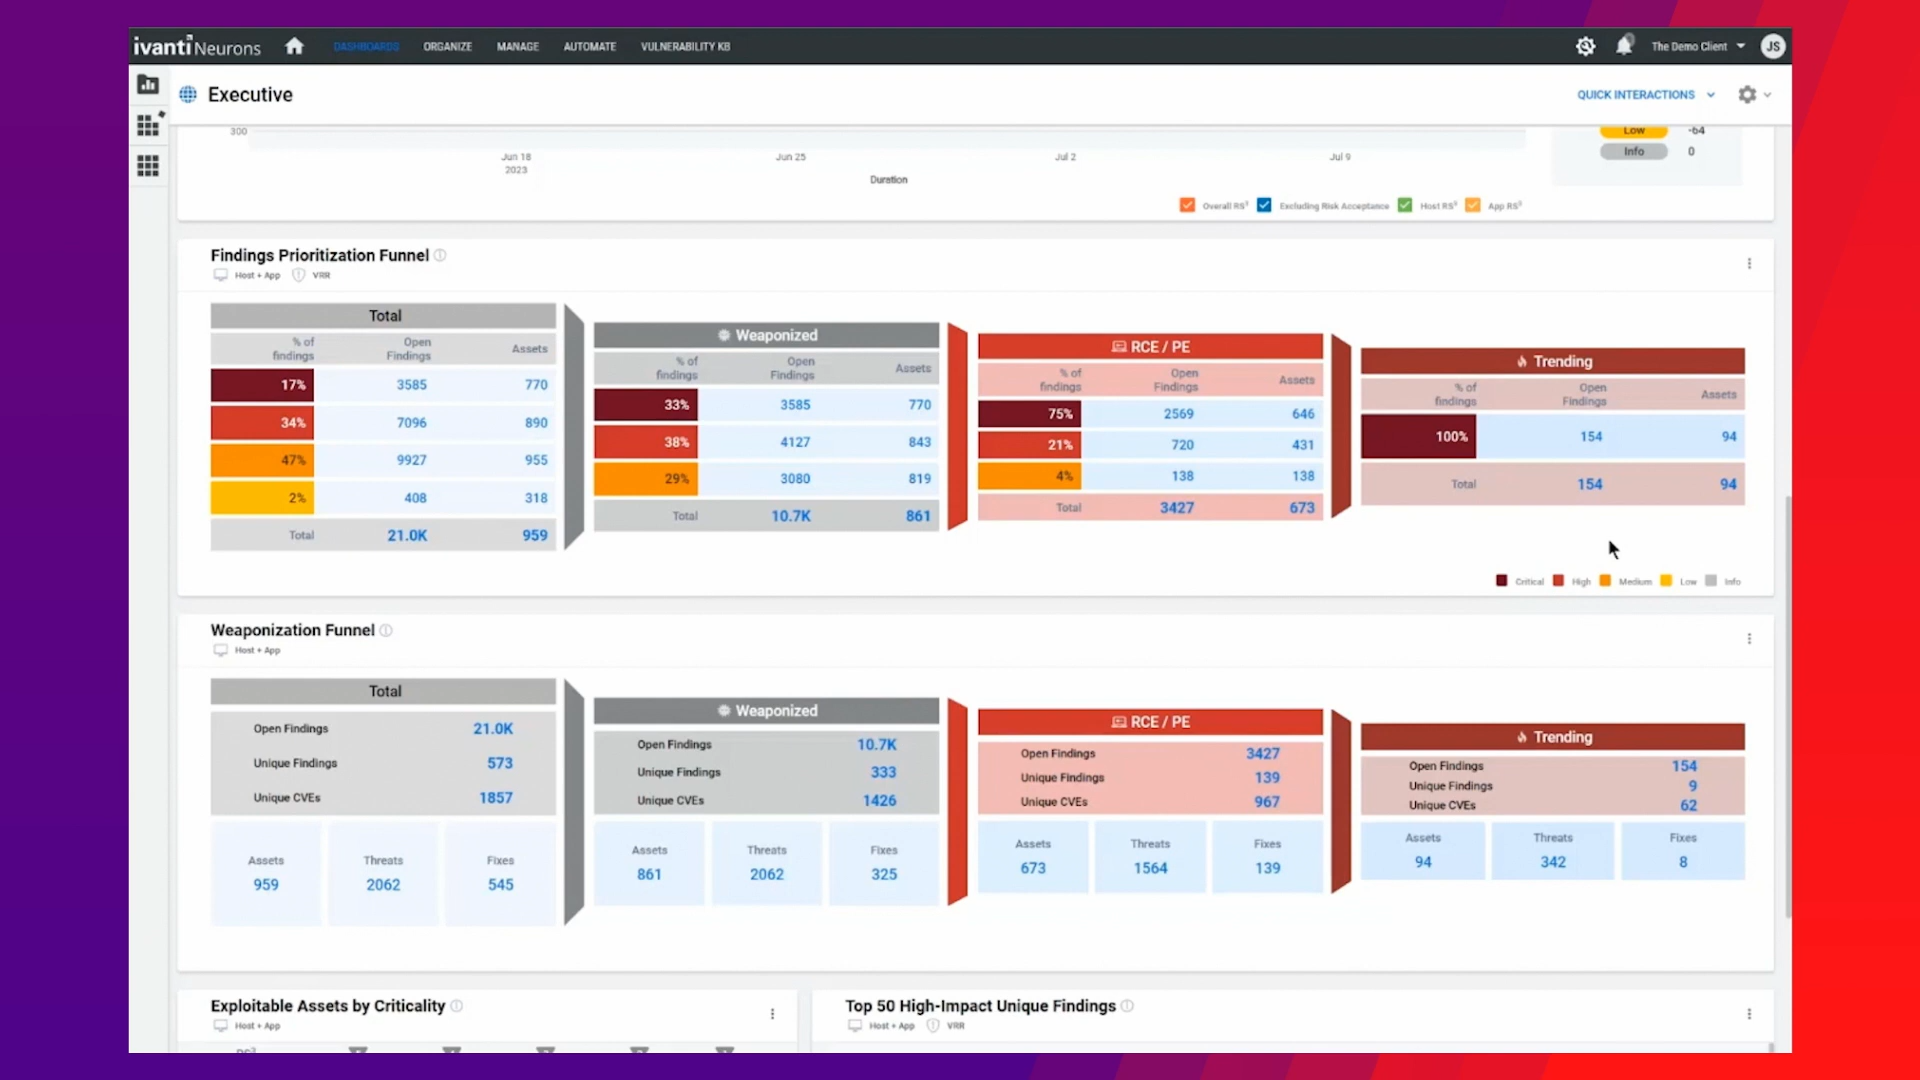 ivanti Neurons DASHBOARDS ORGANIZE MANAGE AUTOMATE VULNERABILITY KB The Demo Client JS
Executive QUICK INTERACTIONS
300 Low -64
Jun 18 Jun 25 Jul 2 Jul 9 Info 0
2023
Duration
Overall RS³ Excluding Risk Acceptance Host RS³ App RS³
Findings Prioritization Funnel
Host + App VRR
Total
% of findings Open Findings Assets
17% 3585 770
34% 7096 890
47% 9927 955
2% 408 318
Total 21.0K 959
Weaponized
% of findings Open Findings Assets
33% 3585 770
38% 4127 843
29% 3080 819
Total 10.7K 861
RCE / PE
% of findings Open Findings Assets
75% 2569 646
21% 720 431
4% 138 138
Total 3427 673
Trending
% of findings Open Findings Assets
100% 154 94
Total 154 94
Critical High Medium Low Info
Weaponization Funnel
Host + App
Total
Open Findings 21.0K
Unique Findings 573
Unique CVEs 1857
Assets Threats Fixes
959 2062 545
Weaponized
Open Findings 10.7K
Unique Findings 333
Unique CVEs 1426
Assets Threats Fixes
861 2062 325
RCE / PE
Open Findings 3427
Unique Findings 139
Unique CVEs 967
Assets Threats Fixes
673 1564 139
Trending
Open Findings 154
Unique Findings 9
Unique CVEs 62
Assets Threats Fixes
94 342 8
Exploitable Assets by Criticality
Host + App
Top 50 High-Impact Unique Findings
Host + App VRR